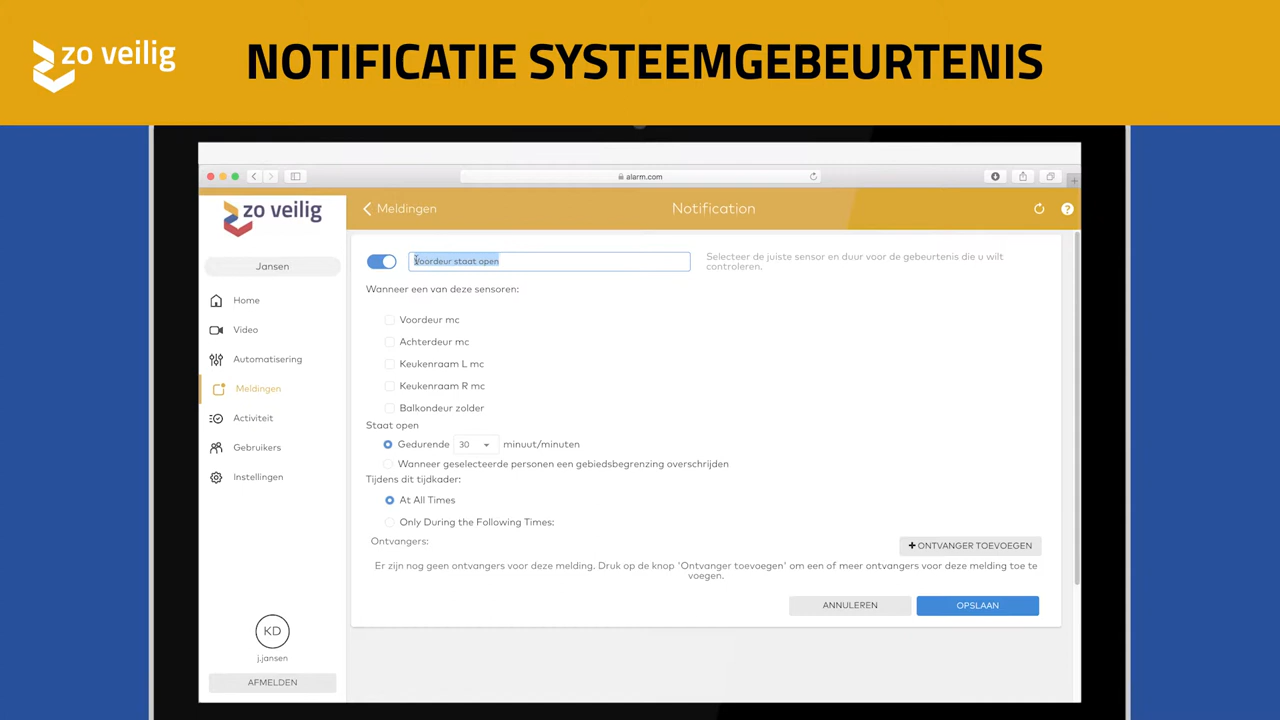 zo veilig
NOTIFICATIE SYSTEEMGEBEURTENIS
alarm.com
zo veilig
Meldingen
Notification
Jansen
Home
Video
Automatisering
Meldingen
Activiteit
Gebruikers
Instellingen
KD
j.jansen
AFMELDEN
Voordeur staat open
Selecteer de juiste sensor en duur voor de gebeurtenis die u wilt
controleren.
Wanneer een van deze sensoren:
Voordeur mc
Achterdeur mc
Keukenraam L mc
Keukenraam R mc
Balkondeur zolder
Staat open
Gedurende 30 minuut/minuten
Wanneer geselecteerde personen een gebiedsbegrenzing overschrijden
Tijdens dit tijdkader:
At All Times
Only During the Following Times:
Ontvangers:
+ ONTVANGER TOEVOEGEN
Er zijn nog geen ontvangers voor deze melding. Druk op de knop 'Ontvanger toevoegen' om een of meer ontvangers voor deze melding toe te
voegen.
ANNULEREN
OPSLAAN